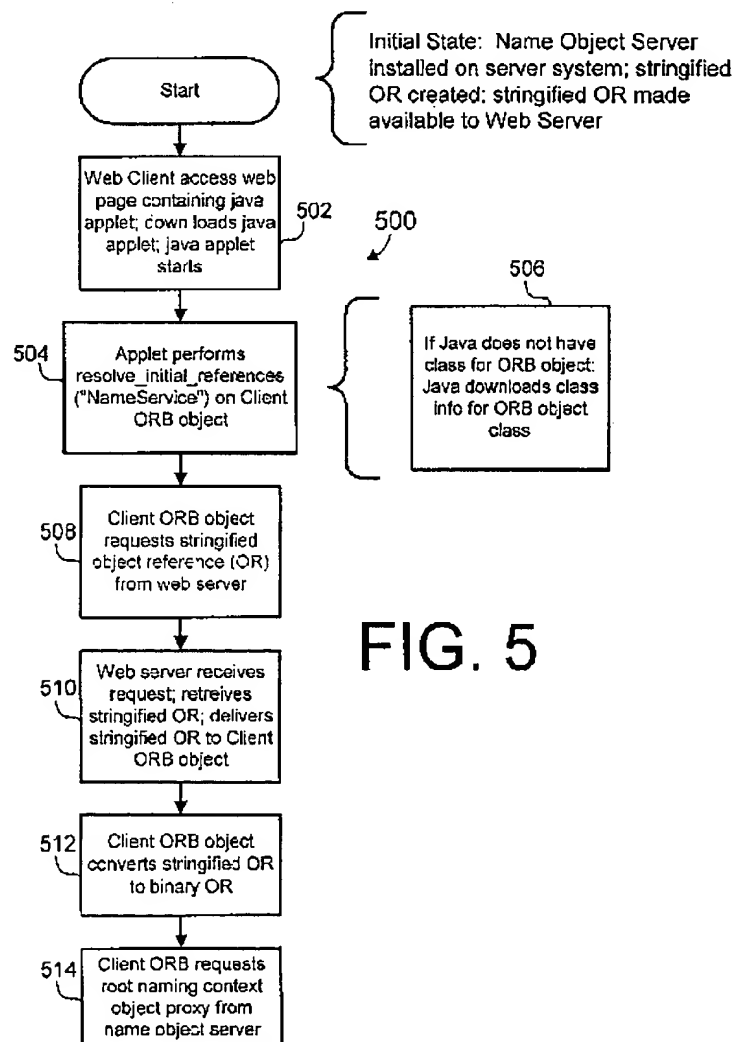 Start
Initial State: Name Object Server
installed on server system; stringified
OR created; stringified OR made
available to Web Server
Web Client access web
page containing java
applet; down loads java
applet; java applet
starts
502
500
504
Applet performs
resolve_initial_references
("NameService") on Client
ORB object
506
If Java does not have
class for ORB object:
Java downloads class
info for ORB object
class
508
Client ORB object
requests stringified
object reference (OR)
from web server
FIG. 5
510
Web server receives
request; retreives
stringified OR; delivers
stringified OR to Client
ORB object
512
Client ORB object
converts stringified OR
to binary OR
514
Client ORB requests
root naming context
object proxy from
name object server